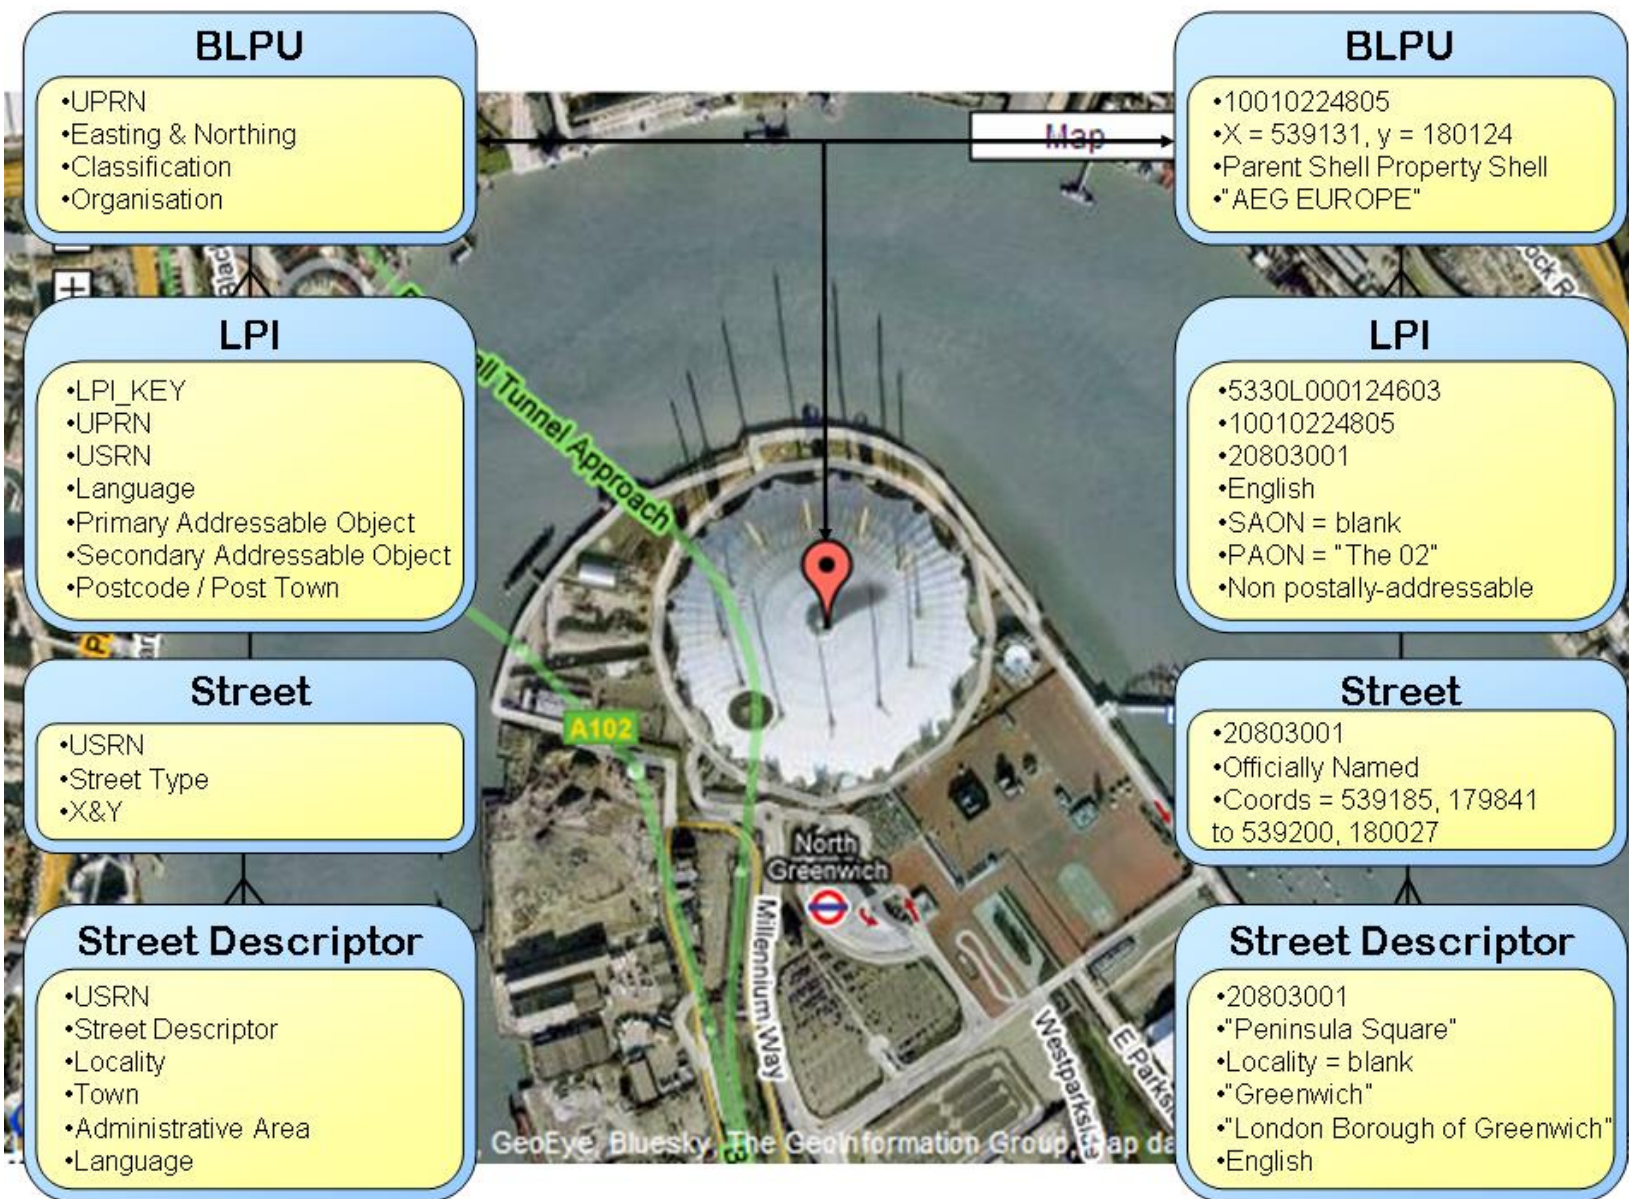 BLPU
•UPRN
•Easting & Northing
•Classification
•Organisation
LPI
•LPI_KEY
•UPRN
•USRN
•Language
•Primary Addressable Object
•Secondary Addressable Object
•Postcode / Post Town
Street
•USRN
•Street Type
•X&Y
Street Descriptor
•USRN
•Street Descriptor
•Locality
•Town
•Administrative Area
•Language
Map
Tunnel Approach
A102
North
Greenwich
Millennium Way
Westparkside
E Parkside
, GeoEye, Bluesky, The GeoInformation Group, Map da
BLPU
•10010224805
•X = 539131, y = 180124
•Parent Shell Property Shell
•"AEG EUROPE"
LPI
•5330L000124603
•10010224805
•20803001
•English
•SAON = blank
•PAON = "The 02"
•Non postally-addressable
Street
•20803001
•Officially Named
•Coords = 539185, 179841
to 539200, 180027
Street Descriptor
•20803001
•"Peninsula Square"
•Locality = blank
•"Greenwich"
•"London Borough of Greenwich"
•English